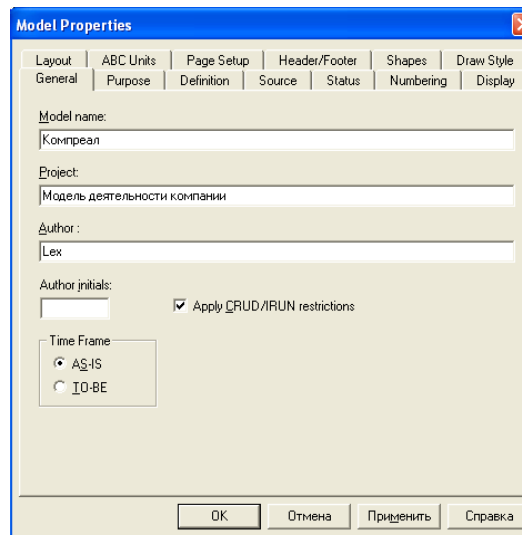 Model Properties
Layout ABC Units Page Setup Header/Footer Shapes Draw Style
General Purpose Definition Source Status Numbering Display
Model name:
Компреал
Project:
Модель деятельности компании
Author :
Lex
Author initials:
Apply CRUD/IRUN restrictions
Time Frame
AS-IS
TO-BE
OK Отмена Применить Справка